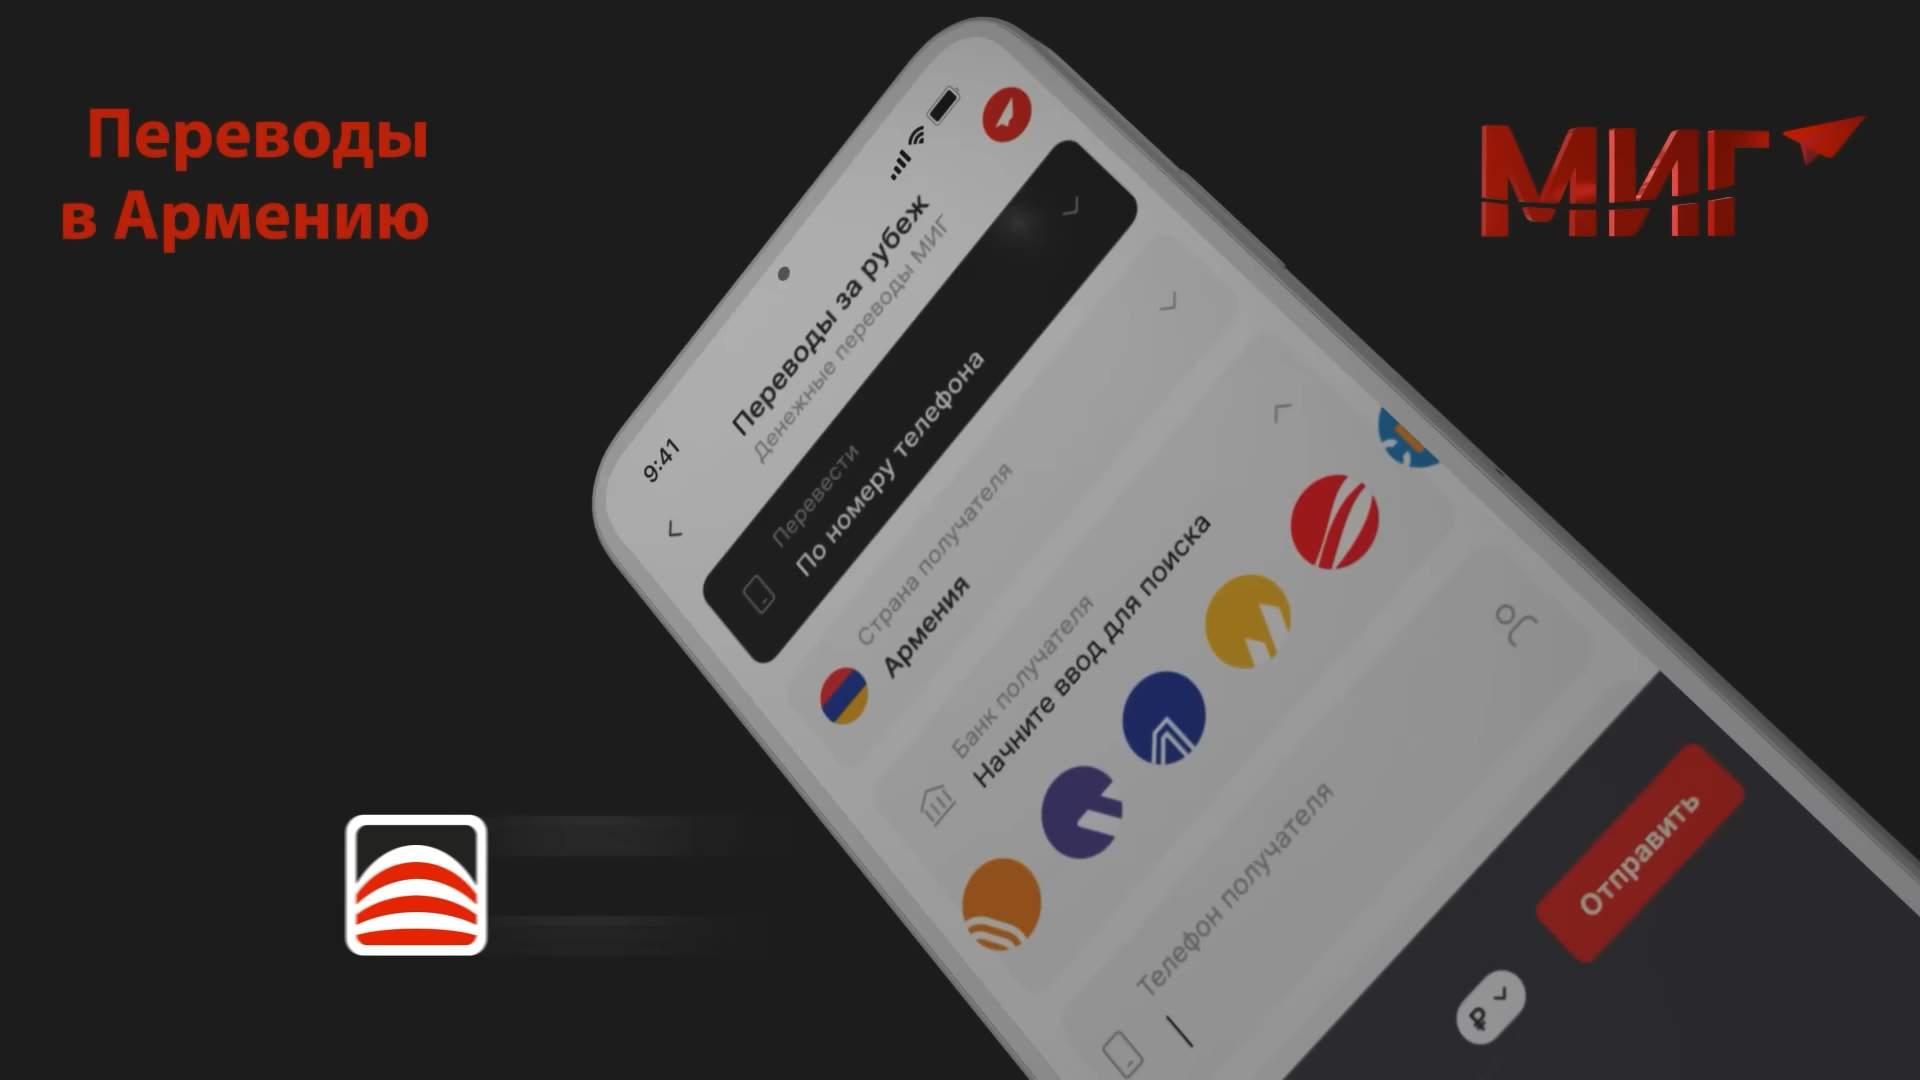 Переводы
в Армению
МИГ
9:41
Переводы за рубеж
Денежные переводы МИГ
Перевести
По номеру телефона
Страна получателя
Армения
Банк получателя
Начните ввод для поиска
Телефон получателя
₽
Отправить